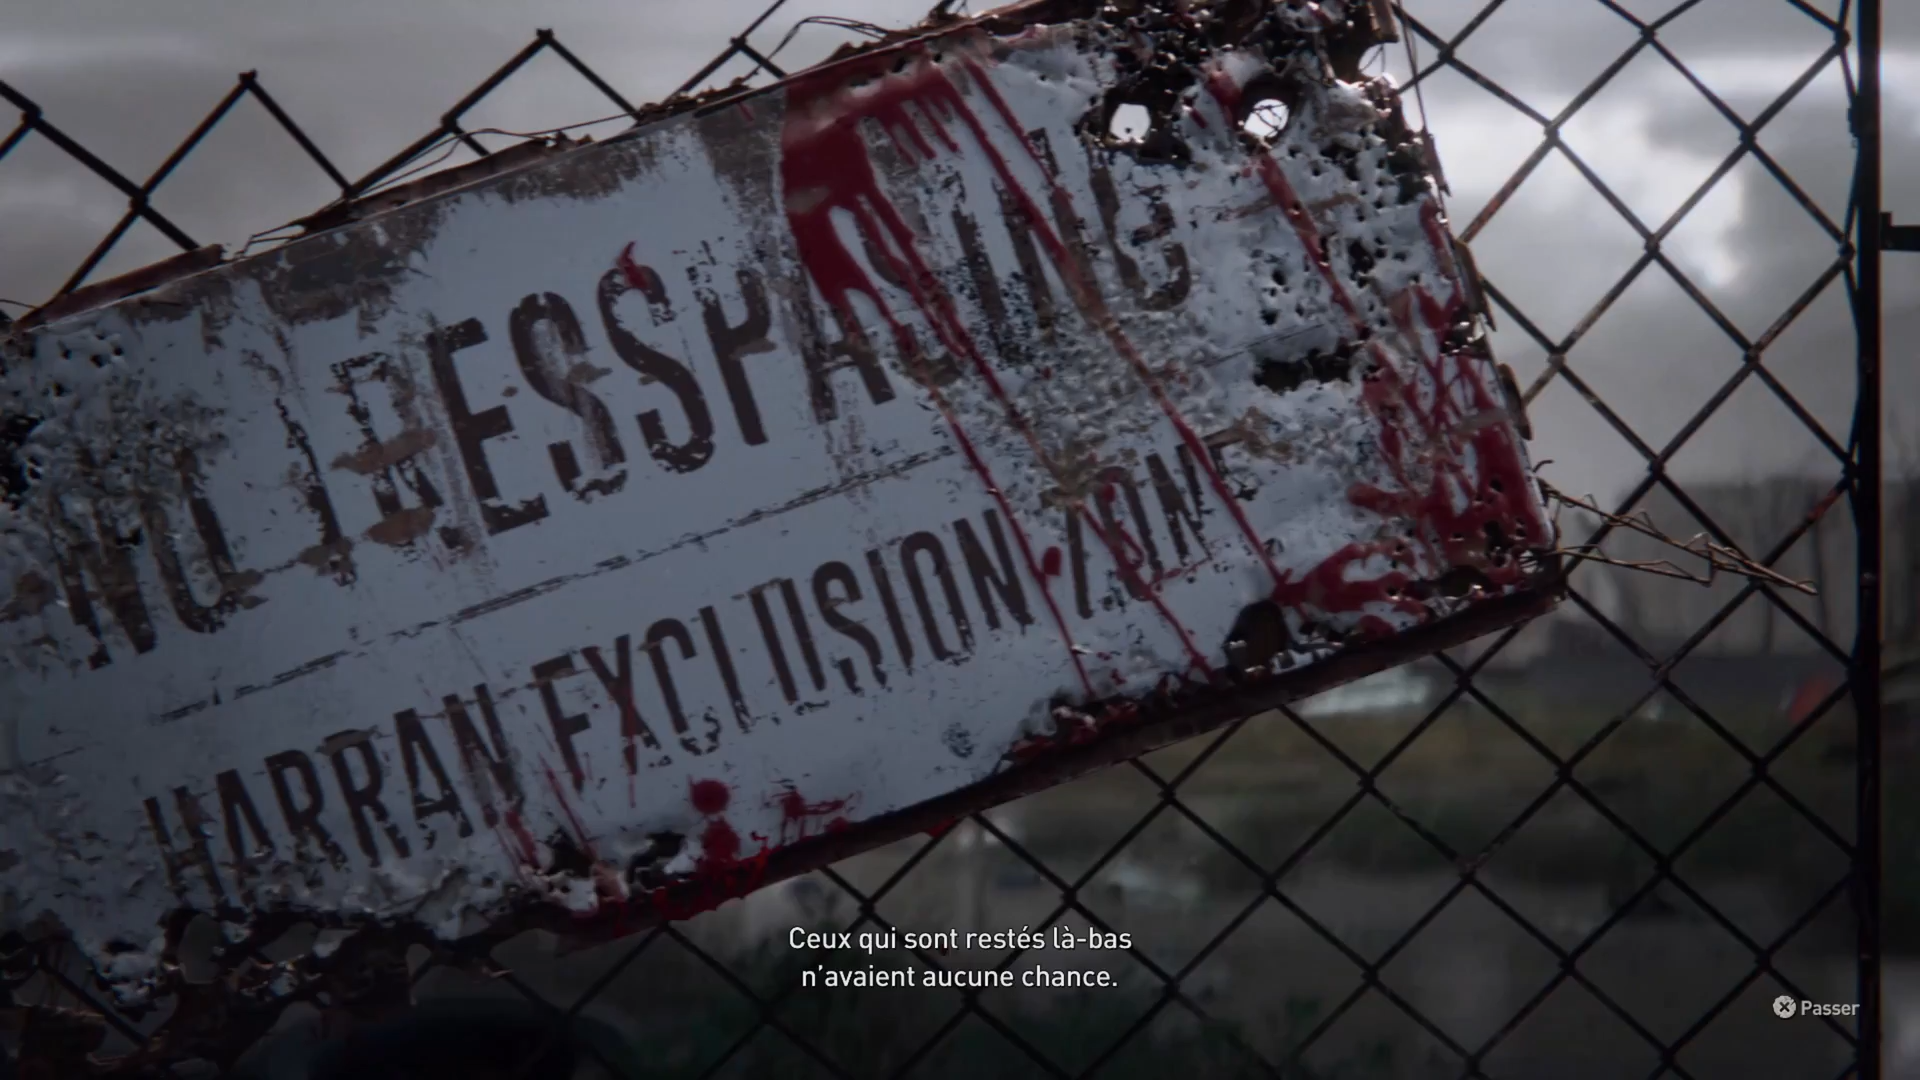 NO TRESSPASSING
HARRAN EXCLUSION ZONE
Ceux qui sont restés là-bas
n'avaient aucune chance.
Passer